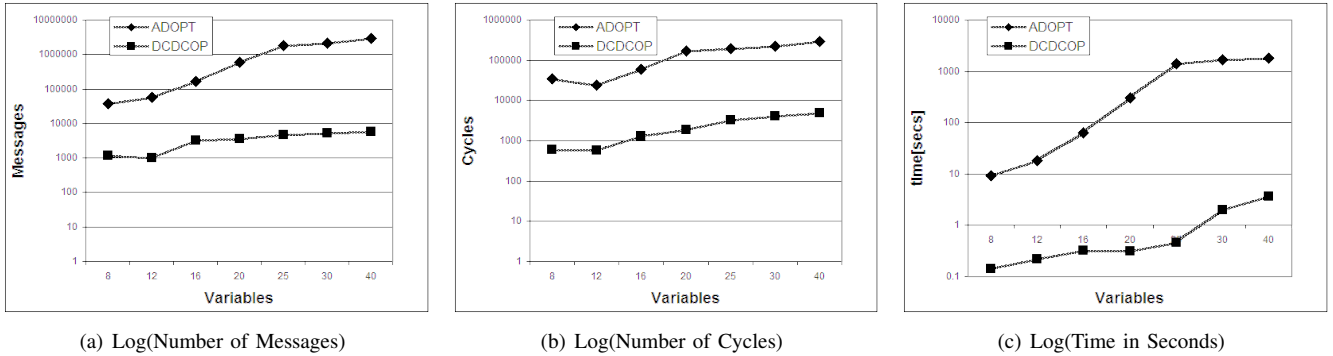 10000000
1000000
100000
10000
1000
100
10
1
Messages
ADOPT
DCDCOP
8 12 16 20 25 30 40
Variables
(a) Log(Number of Messages)
1000000
100000
10000
1000
100
10
1
Cycles
ADOPT
DCDCOP
8 12 16 20 25 30 40
Variables
(b) Log(Number of Cycles)
10000
1000
100
10
1
0.1
tIme[secs]
ADOPT
DCDCOP
8 12 16 20 30 40
Variables
(c) Log(Time in Seconds)